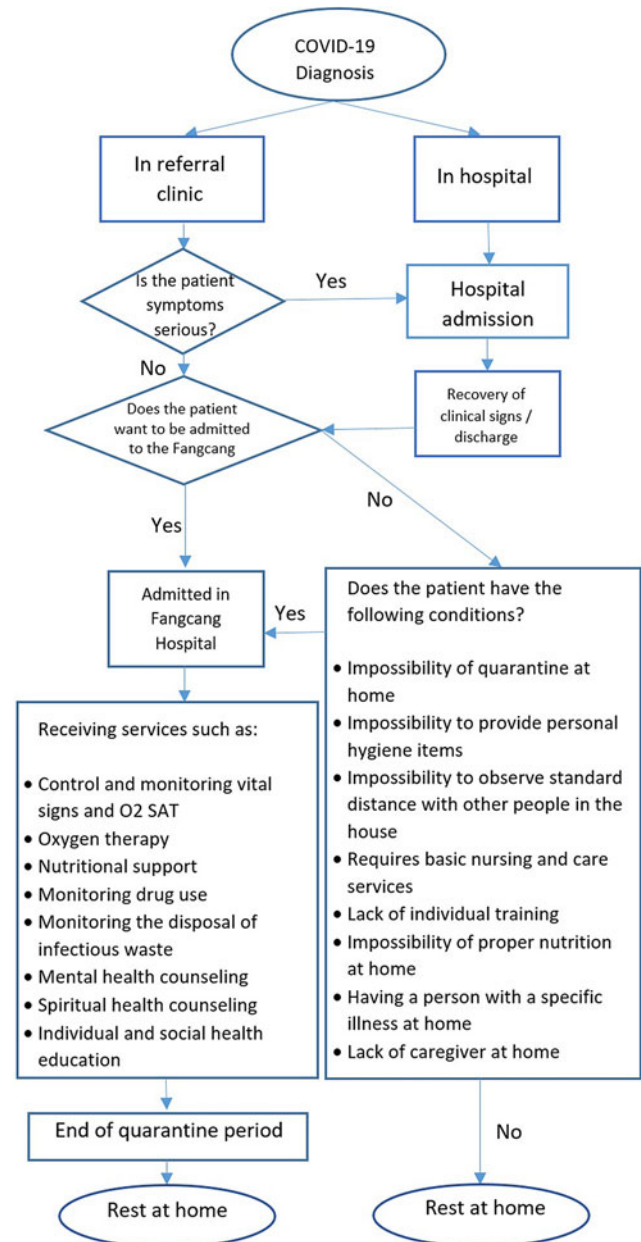 COVID-19
Diagnosis
In referral
clinic
In hospital
Is the patient
symptoms
serious?
Yes
Hospital
admission
No
Does the patient
want to be admitted
to the Fangcang
Recovery of
clinical signs /
discharge
Yes
No
Admitted in
Fangcang
Hospital
Yes
Does the patient have the
following conditions?
• Impossibility of quarantine at
home
• Impossibility to provide personal
hygiene items
• Impossibility to observe standard
distance with other people in the
house
• Requires basic nursing and care
services
• Lack of individual training
• Impossibility of proper nutrition
at home
• Having a person with a specific
illness at home
• Lack of caregiver at home
Receiving services such as:
• Control and monitoring vital
signs and O2 SAT
• Oxygen therapy
• Nutritional support
• Monitoring drug use
• Monitoring the disposal of
infectious waste
• Mental health counseling
• Spiritual health counseling
• Individual and social health
education
End of quarantine period
No
Rest at home
Rest at home